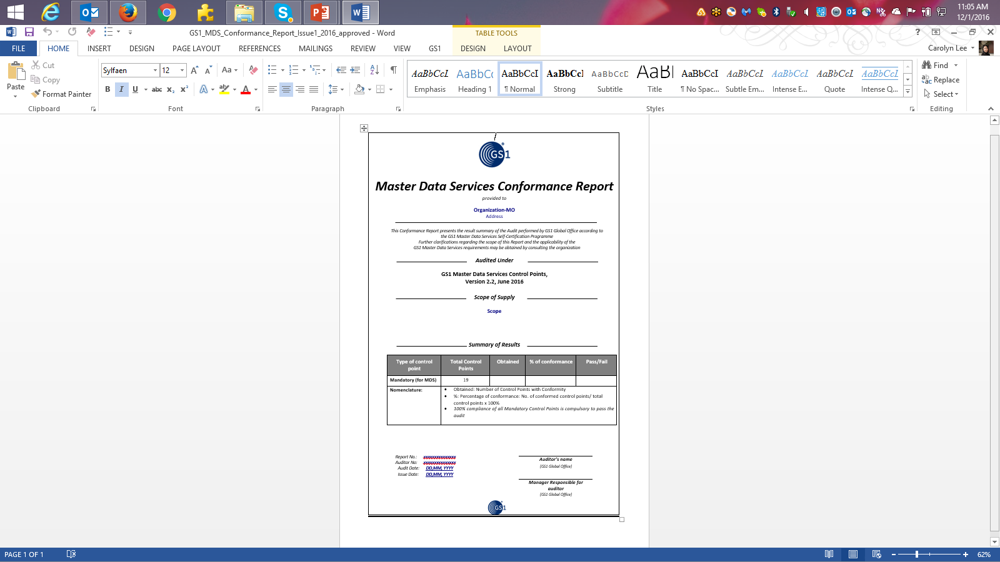 11:05 AM
12/1/2016
GS1_MDS_Conformance_Report_Issue1_2016_approved - Word
TABLE TOOLS
FILE HOME INSERT DESIGN PAGE LAYOUT REFERENCES MAILINGS REVIEW VIEW GS1 DESIGN LAYOUT
Carolyn Lee
Paste
Cut
Copy
Format Painter
Clipboard
Sylfaen 12
Font
Paragraph
AaBbCcI AaBbCc AaBbCcI AaBbCcI AaBbCcD AaBl AaBbCcI AaBbCcI AaBbCcI AaBbCcI AaBbCcI
Emphasis Heading 1 ¶ Normal Strong Subtitle Title ¶ No Spac... Subtle Em... Intense E... Quote Intense Q...
Styles
Find
Replace
Select
Editing
GS1
Master Data Services Conformance Report
provided to
Organization-MO
Address
This Conformance Report presents the result summary of the Audit performed by GS1 Global Office according to
the GS1 Master Data Services Self-Certification Programme
Further clarifications regarding the scope of this Report and the applicability of the
GS1 Master Data Services requirements may be obtained by consulting the organization
Audited Under
GS1 Master Data Services Control Points,
Version 2.2, June 2016
Scope of Supply
Scope
Summary of Results
Type of control point Total Control Points Obtained % of conformance Pass/Fail
Mandatory (for MDS) 19
Nomenclature:
• Obtained: Number of Control Points with Conformity
• %: Percentage of conformance: No. of conformed control points/ total
control points x 100%
• 100% compliance of all Mandatory Control Points is compulsory to pass the
audit
Report No.: xxxxxxxxxxxxxx
Auditor No: xxxxxxxxxxxxxx
Audit Date: DD,MM, YYYY
Issue Date: DD,MM, YYYY
Auditor's name
(GS1 Global Office)
Manager Responsible for
auditor
(GS1 Global Office)
GS1
PAGE 1 OF 1
62%